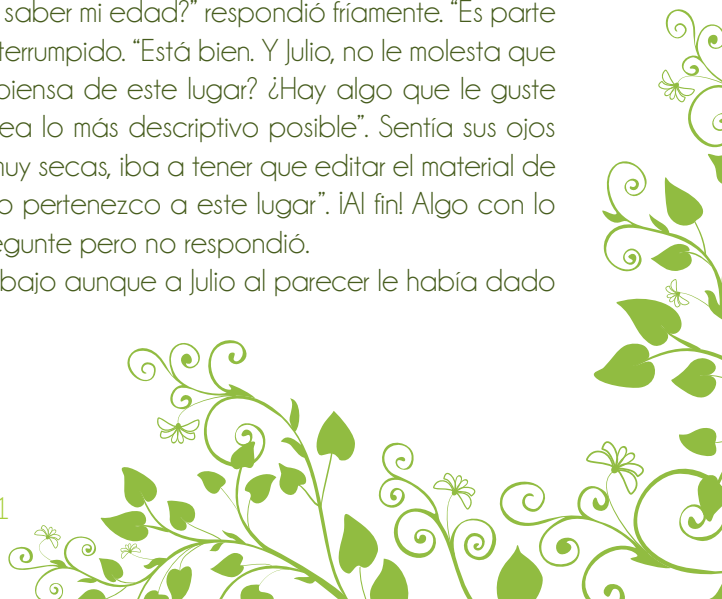 saber mi edad?” respondió fríamente. “Es parte
terrumpido. “Está bien. Y Julio, no le molesta que
piensa de este lugar? ¿Hay algo que le guste
ea lo más descriptivo posible”. Sentía sus ojos
muy secas, iba a tener que editar el material de
o pertenezco a este lugar”. ¡Al fin! Algo con lo
egunte pero no respondió.
bajo aunque a Julio al parecer le había dado
1